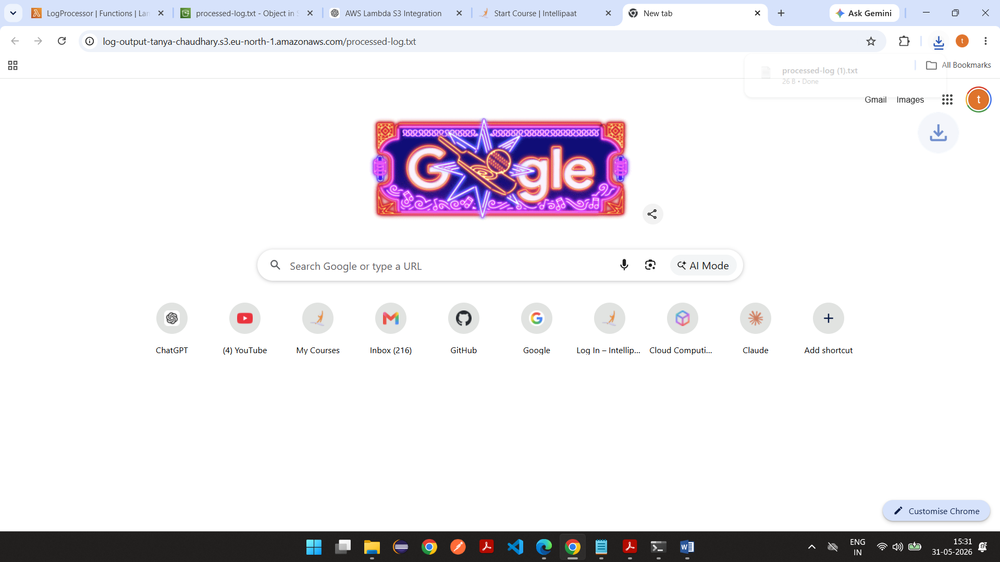 LogProcessor | Functions | Lan
processed-log.txt - Object in S
AWS Lambda S3 Integration
Start Course | Intellipaat
New tab
Ask Gemini
log-output-tanya-chaudhary.s3.eu-north-1.amazonaws.com/processed-log.txt
t
All Bookmarks
processed-log (1).txt
26 B • Done
Gmail
Images
t
Google
Search Google or type a URL
AI Mode
ChatGPT
(4) YouTube
My Courses
Inbox (216)
GitHub
Google
Log In – Intellip...
Cloud Computi...
Claude
Add shortcut
Customise Chrome
ENG
IN
15:31
31-05-2026